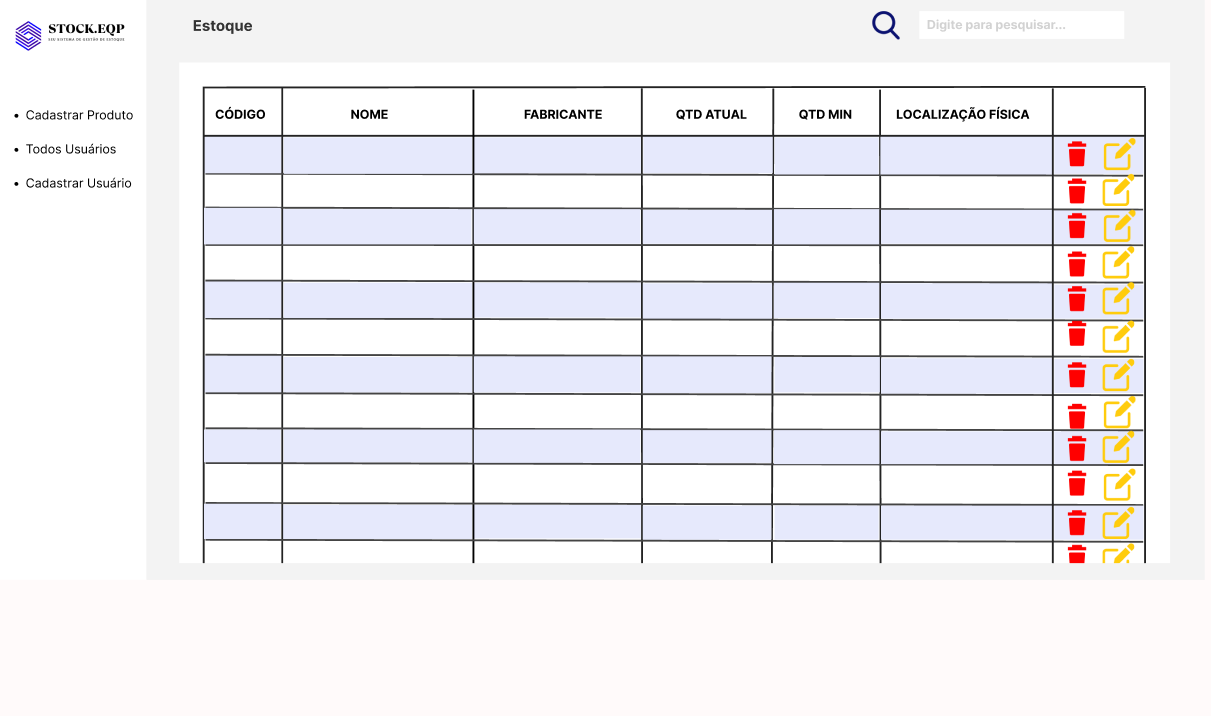 STOCK.EQP
SEU SISTEMA DE GESTÃO DE ESTOQUE
Estoque
Digite para pesquisar...
• Cadastrar Produto
• Todos Usuários
• Cadastrar Usuário
CÓDIGO NOME FABRICANTE QTD ATUAL QTD MIN LOCALIZAÇÃO FÍSICA